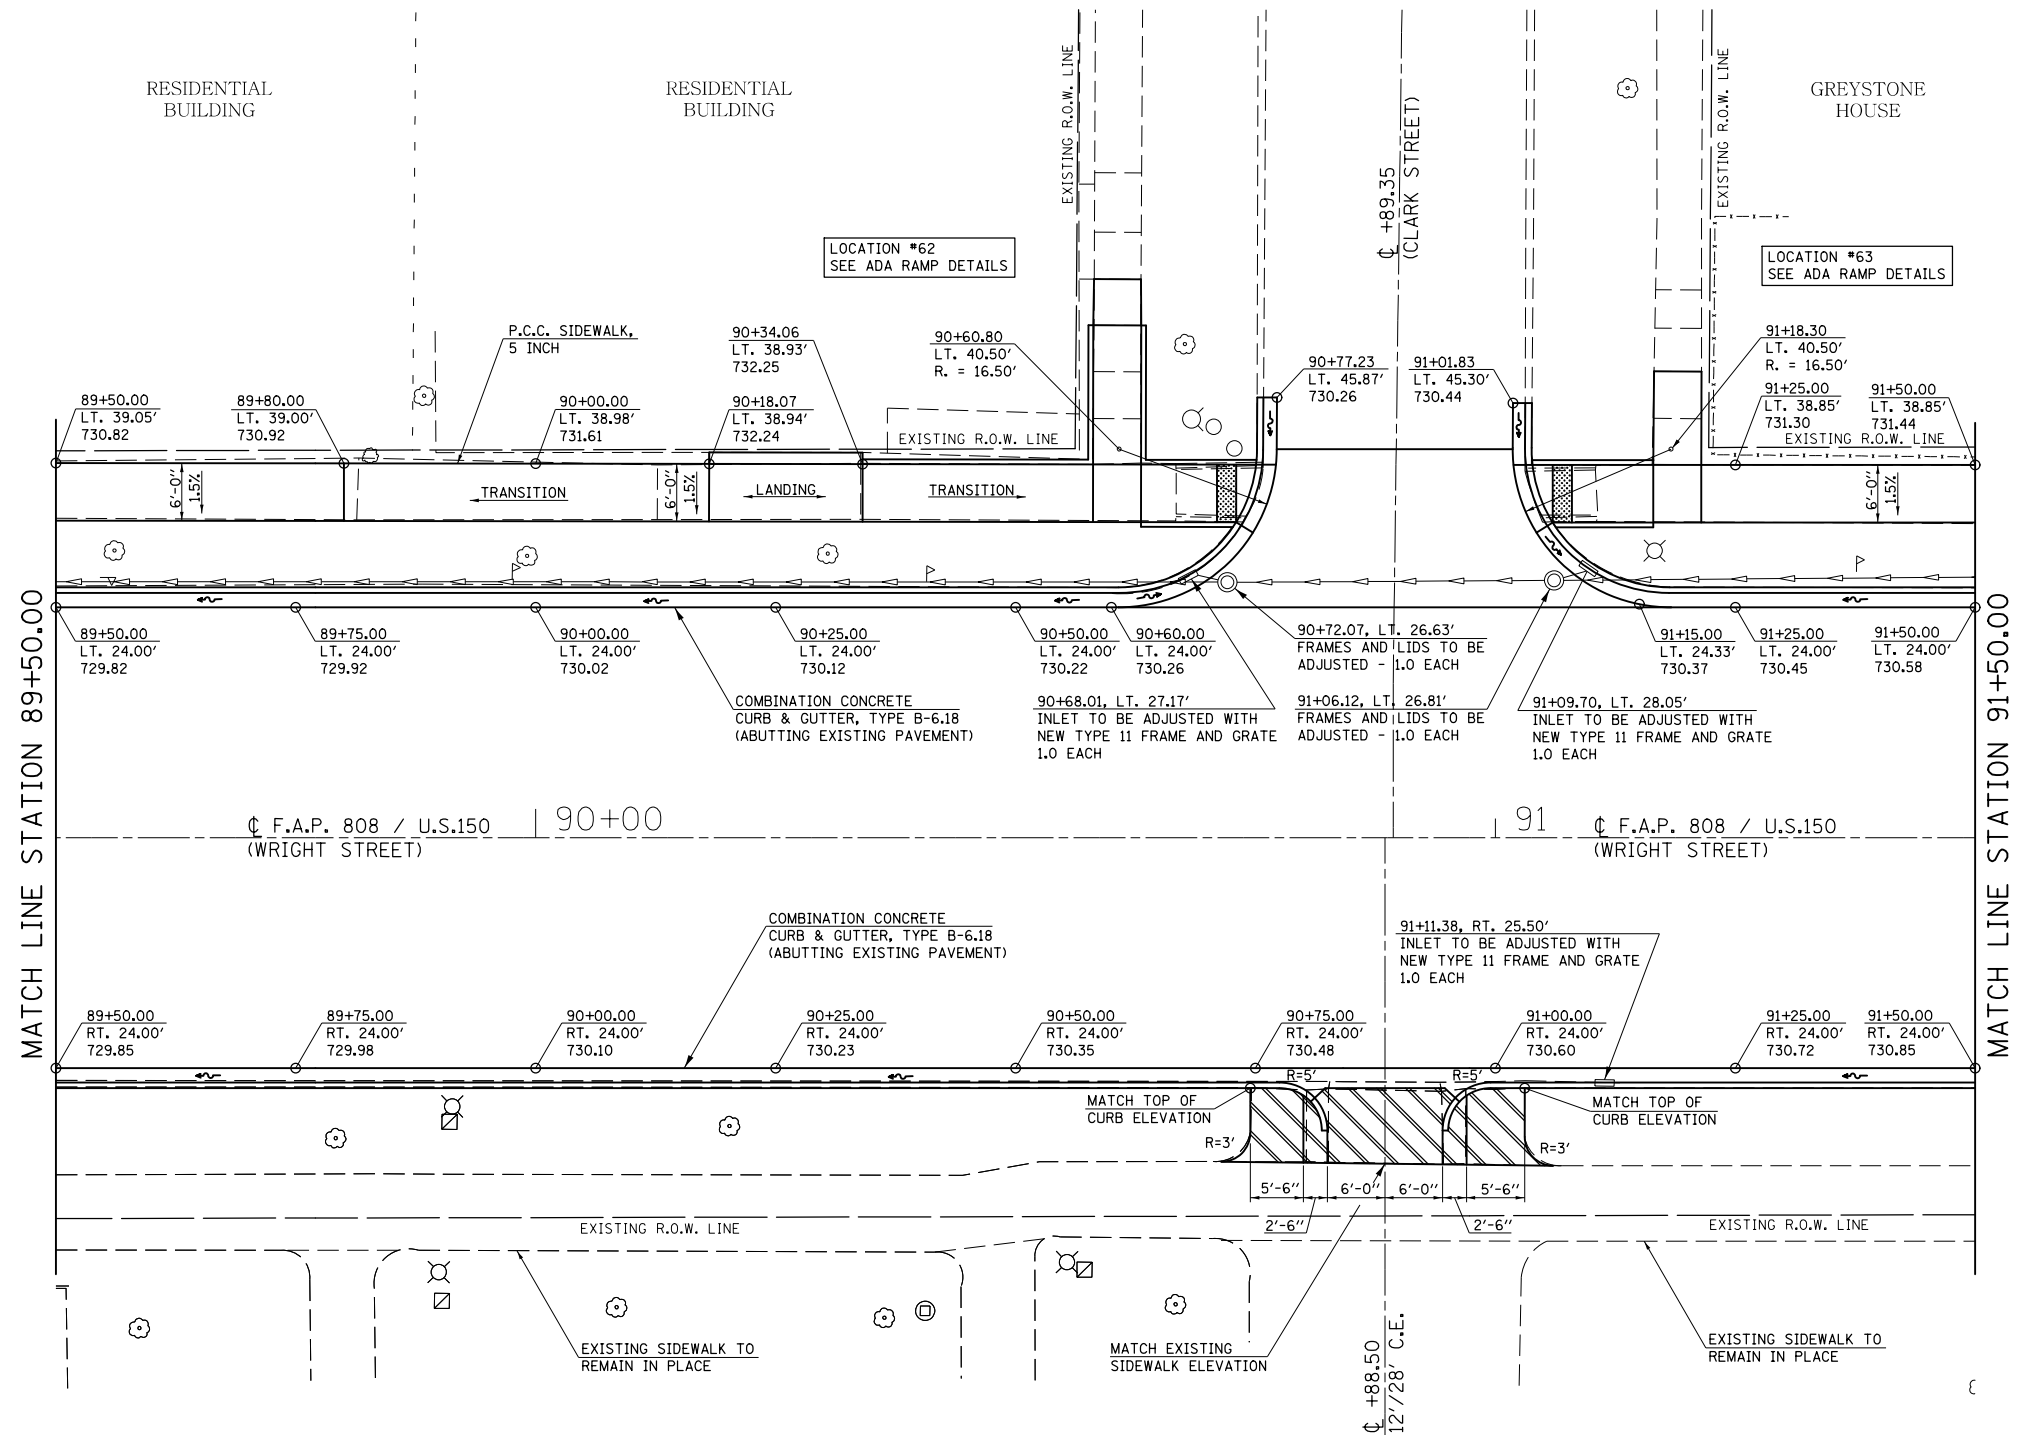 RESIDENTIAL
BUILDING
RESIDENTIAL
BUILDING
GREYSTONE
HOUSE
EXISTING R.O.W. LINE
EXISTING R.O.W. LINE
℄ +89.35
(CLARK STREET)
LOCATION #62
SEE ADA RAMP DETAILS
LOCATION #63
SEE ADA RAMP DETAILS
P.C.C. SIDEWALK,
5 INCH
90+34.06
LT. 38.93'
732.25
90+60.80
LT. 40.50'
R. = 16.50'
91+18.30
LT. 40.50'
R. = 16.50'
90+77.23
LT. 45.87'
730.26
91+01.83
LT. 45.30'
730.44
89+50.00
LT. 39.05'
730.82
89+80.00
LT. 39.00'
730.92
90+00.00
LT. 38.98'
731.61
90+18.07
LT. 38.94'
732.24
91+25.00
LT. 38.85'
731.30
91+50.00
LT. 38.85'
731.44
EXISTING R.O.W. LINE
EXISTING R.O.W. LINE
6'-0"
1.5%
TRANSITION
6'-0"
1.5%
LANDING
TRANSITION
6'-0"
1.5%
89+50.00
LT. 24.00'
729.82
89+75.00
LT. 24.00'
729.92
90+00.00
LT. 24.00'
730.02
90+25.00
LT. 24.00'
730.12
90+50.00
LT. 24.00'
730.22
90+60.00
LT. 24.00'
730.26
90+72.07, LT. 26.63'
FRAMES AND LIDS TO BE
ADJUSTED - 1.0 EACH
91+15.00
LT. 24.33'
730.37
91+25.00
LT. 24.00'
730.45
91+50.00
LT. 24.00'
730.58
COMBINATION CONCRETE
CURB & GUTTER, TYPE B-6.18
(ABUTTING EXISTING PAVEMENT)
90+68.01, LT. 27.17'
INLET TO BE ADJUSTED WITH
NEW TYPE 11 FRAME AND GRATE
1.0 EACH
91+06.12, LT. 26.81'
FRAMES AND LIDS TO BE
ADJUSTED - 1.0 EACH
91+09.70, LT. 28.05'
INLET TO BE ADJUSTED WITH
NEW TYPE 11 FRAME AND GRATE
1.0 EACH
MATCH LINE STATION 89+50.00
MATCH LINE STATION 91+50.00
℄ F.A.P. 808 / U.S.150
(WRIGHT STREET)
90+00
91
℄ F.A.P. 808 / U.S.150
(WRIGHT STREET)
COMBINATION CONCRETE
CURB & GUTTER, TYPE B-6.18
(ABUTTING EXISTING PAVEMENT)
91+11.38, RT. 25.50'
INLET TO BE ADJUSTED WITH
NEW TYPE 11 FRAME AND GRATE
1.0 EACH
89+50.00
RT. 24.00'
729.85
89+75.00
RT. 24.00'
729.98
90+00.00
RT. 24.00'
730.10
90+25.00
RT. 24.00'
730.23
90+50.00
RT. 24.00'
730.35
90+75.00
RT. 24.00'
730.48
91+00.00
RT. 24.00'
730.60
91+25.00
RT. 24.00'
730.72
91+50.00
RT. 24.00'
730.85
R=5'
R=5'
MATCH TOP OF
CURB ELEVATION
MATCH TOP OF
CURB ELEVATION
R=3'
R=3'
5'-6"
6'-0"
6'-0"
5'-6"
2'-6"
2'-6"
EXISTING R.O.W. LINE
EXISTING R.O.W. LINE
EXISTING SIDEWALK TO
REMAIN IN PLACE
MATCH EXISTING
SIDEWALK ELEVATION
℄ +88.50
12'/28' C.E.
EXISTING SIDEWALK TO
REMAIN IN PLACE